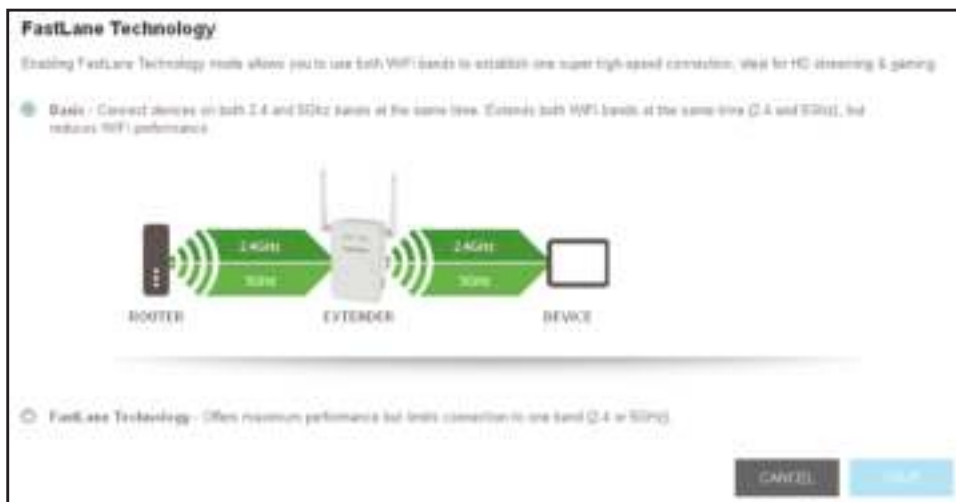 FastLane Technology
Enabling FastLane Technology mode allows you to use both WiFi bands to establish one super high-speed connection, ideal for HD streaming & gaming.
Basic - Connect devices on both 2.4 and 5Ghz bands at the same time. Extends both WiFi bands at the same time (2.4 and 5GHz), but
reduces WiFi performance.
2.4GHz
2.4GHz
5GHz
5GHz
ROUTER
EXTENDER
DEVICE
FastLane Technology - Offers maximum performance but limits connection to one band (2.4 or 5GHz).
CANCEL